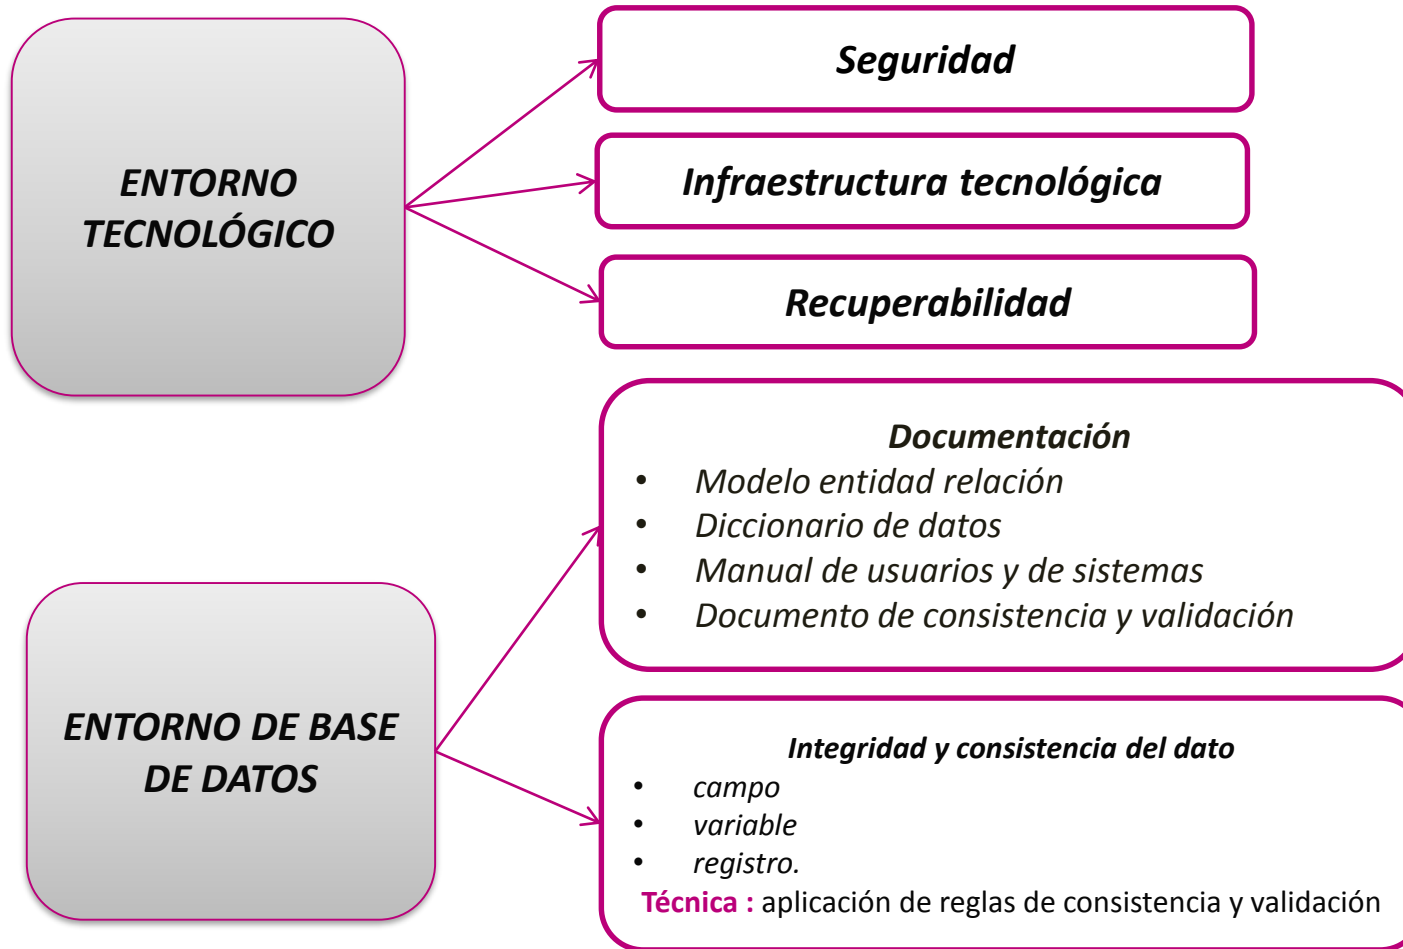 ENTORNO
TECNOLÓGICO
Seguridad
Infraestructura tecnológica
Recuperabilidad
ENTORNO DE BASE
DE DATOS
Documentación
• Modelo entidad relación
• Diccionario de datos
• Manual de usuarios y de sistemas
• Documento de consistencia y validación
Integridad y consistencia del dato
• campo
• variable
• registro.
Técnica : aplicación de reglas de consistencia y validación